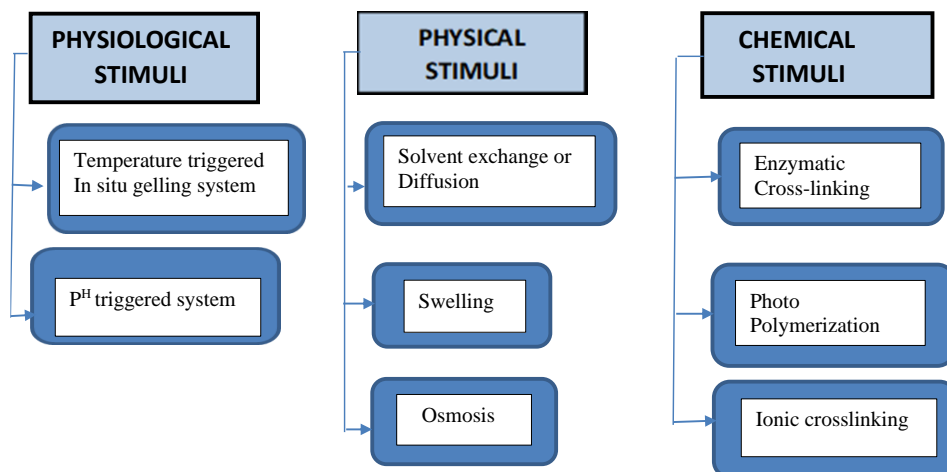 PHYSIOLOGICAL
STIMULI
Temperature triggered
In situ gelling system
Pᴴ triggered system
PHYSICAL
STIMULI
Solvent exchange or
Diffusion
Swelling
Osmosis
CHEMICAL
STIMULI
Enzymatic
Cross-linking
Photo
Polymerization
Ionic crosslinking